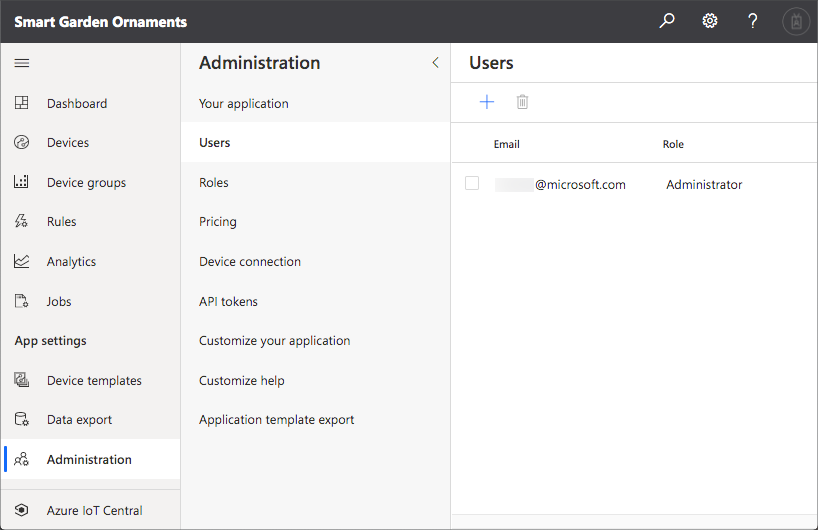 Smart Garden Ornaments
Dashboard
Devices
Device groups
Rules
Analytics
Jobs
App settings
Device templates
Data export
Administration
Azure IoT Central
Administration
Your application
Users
Roles
Pricing
Device connection
API tokens
Customize your application
Customize help
Application template export
Users
Email Role
@microsoft.com Administrator